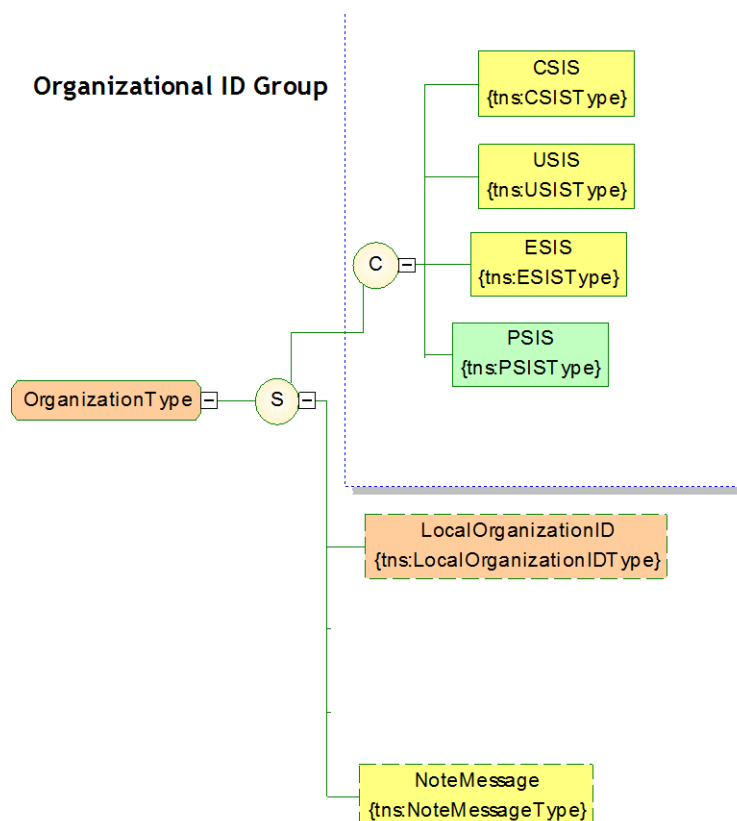 Organizational ID Group
CSIS
{tns:CSISType}
USIS
{tns:USISType}
C
ESIS
{tns:ESISType}
PSIS
{tns:PSISType}
OrganizationType
S
LocalOrganizationID
{tns:LocalOrganizationIDType}
NoteMessage
{tns:NoteMessageType}